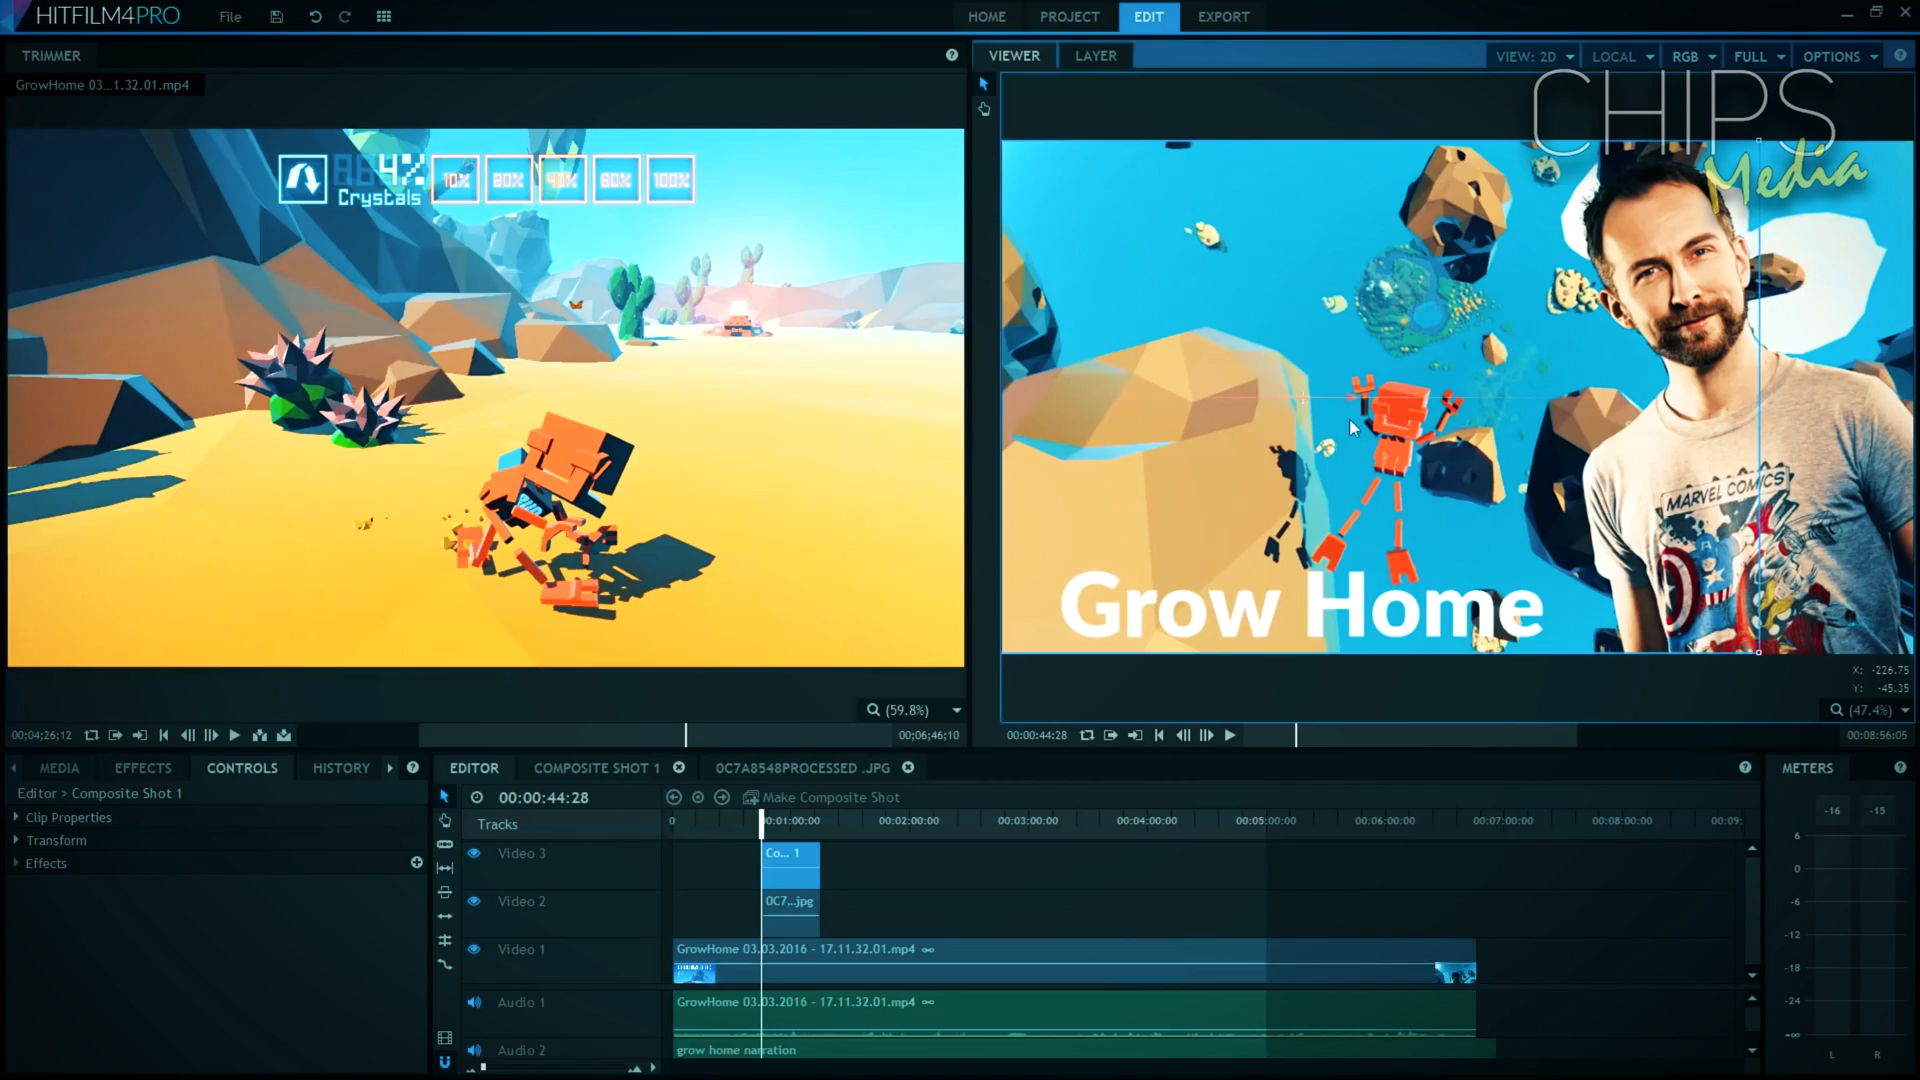 HITFILM4PRO
File
HOME
PROJECT
EDIT
EXPORT
TRIMMER
GrowHome 03...1.32.01.mp4
4%
Crystals
10%
60%
100%
00;04;26;12
(59.8%)
00;06;46;10
VIEWER
LAYER
VIEW: 2D
LOCAL
RGB
FULL
OPTIONS
CHIPS
Media
MARVEL COMICS
Grow Home
X: -226.75
Y: -45.35
(47.4%)
00:00:44:28
00:08:56:05
MEDIA
EFFECTS
CONTROLS
HISTORY
Editor > Composite Shot 1
Clip Properties
Transform
Effects
EDITOR
COMPOSITE SHOT 1
0C7A8548PROCESSED .JPG
00:00:44:28
Make Composite Shot
Tracks
0
0:01:00:00
00:02:00:00
00:03:00:00
00:04:00:00
00:05:00:00
00:06:00:00
00:07:00:00
00:08:00:00
00:09:
Video 3
Co... 1
Video 2
0C7...jpg
Video 1
GrowHome 03.03.2016 - 17.11.32.01.mp4
Audio 1
GrowHome 03.03.2016 - 17.11.32.01.mp4
Audio 2
grow home narration
METERS
-16
-15
6
0
-6
-12
-18
-24
-∞
L
R